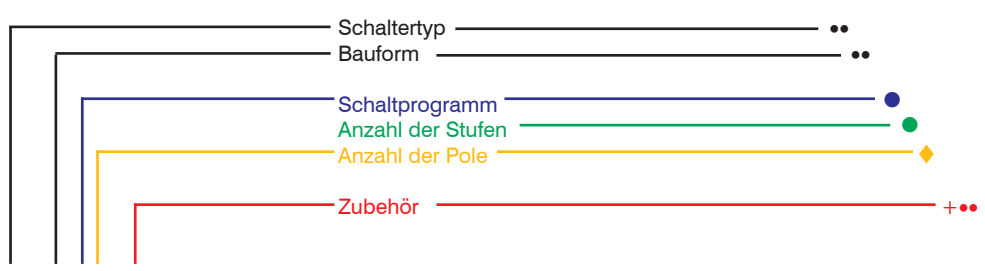 Schaltertyp ••
Bauform ••
Schaltprogramm ●
Anzahl der Stufen ●
Anzahl der Pole ♦
Zubehör +••